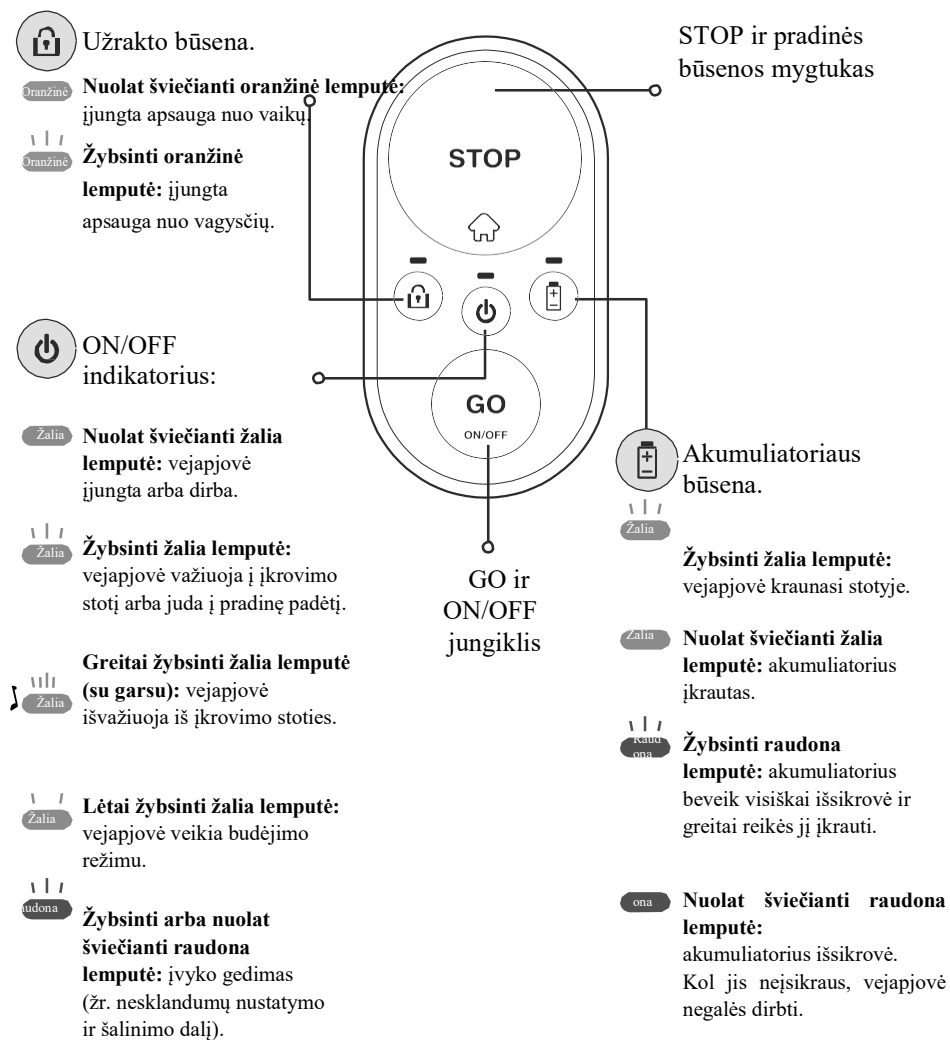 Užrakto būsena.
Oranžinė
Nuolat šviečianti oranžinė lemputė:
įjungta apsauga nuo vaikų.
Oranžinė
Žybsinti oranžinė
lemputė: įjungta
apsauga nuo vagysčių.
STOP ir pradinės
būsenos mygtukas
STOP
GO
ON/OFF
ON/OFF
indikatorius:
Žalia
Nuolat šviečianti žalia
lemputė: vejapjovė
įjungta arba dirba.
Žalia
Žybsinti žalia lemputė:
vejapjovė važiuoja į įkrovimo
stotį arba juda į pradinę padėtį.
Žalia
Greitai žybsinti žalia lemputė
(su garsu): vejapjovė
išvažiuoja iš įkrovimo stoties.
Žalia
Lėtai žybsinti žalia lemputė:
vejapjovė veikia budėjimo
režimu.
udona
Žybsinti arba nuolat
šviečianti raudona
lemputė: įvyko gedimas
(žr. nesklandumų nustatymo
ir šalinimo dalį).
GO ir
ON/OFF
jungiklis
Akumuliatoriaus
būsena.
Žalia
Žybsinti žalia lemputė:
vejapjovė kraunasi stotyje.
Žalia
Nuolat šviečianti žalia
lemputė: akumuliatorius
įkrautas.
Raud
ona
Žybsinti raudona
lemputė: akumuliatorius
beveik visiškai išsikrovė ir
greitai reikės jį įkrauti.
ona
Nuolat šviečianti raudona
lemputė:
akumuliatorius išsikrovė.
Kol jis neįsikraus, vejapjovė
negalės dirbti.